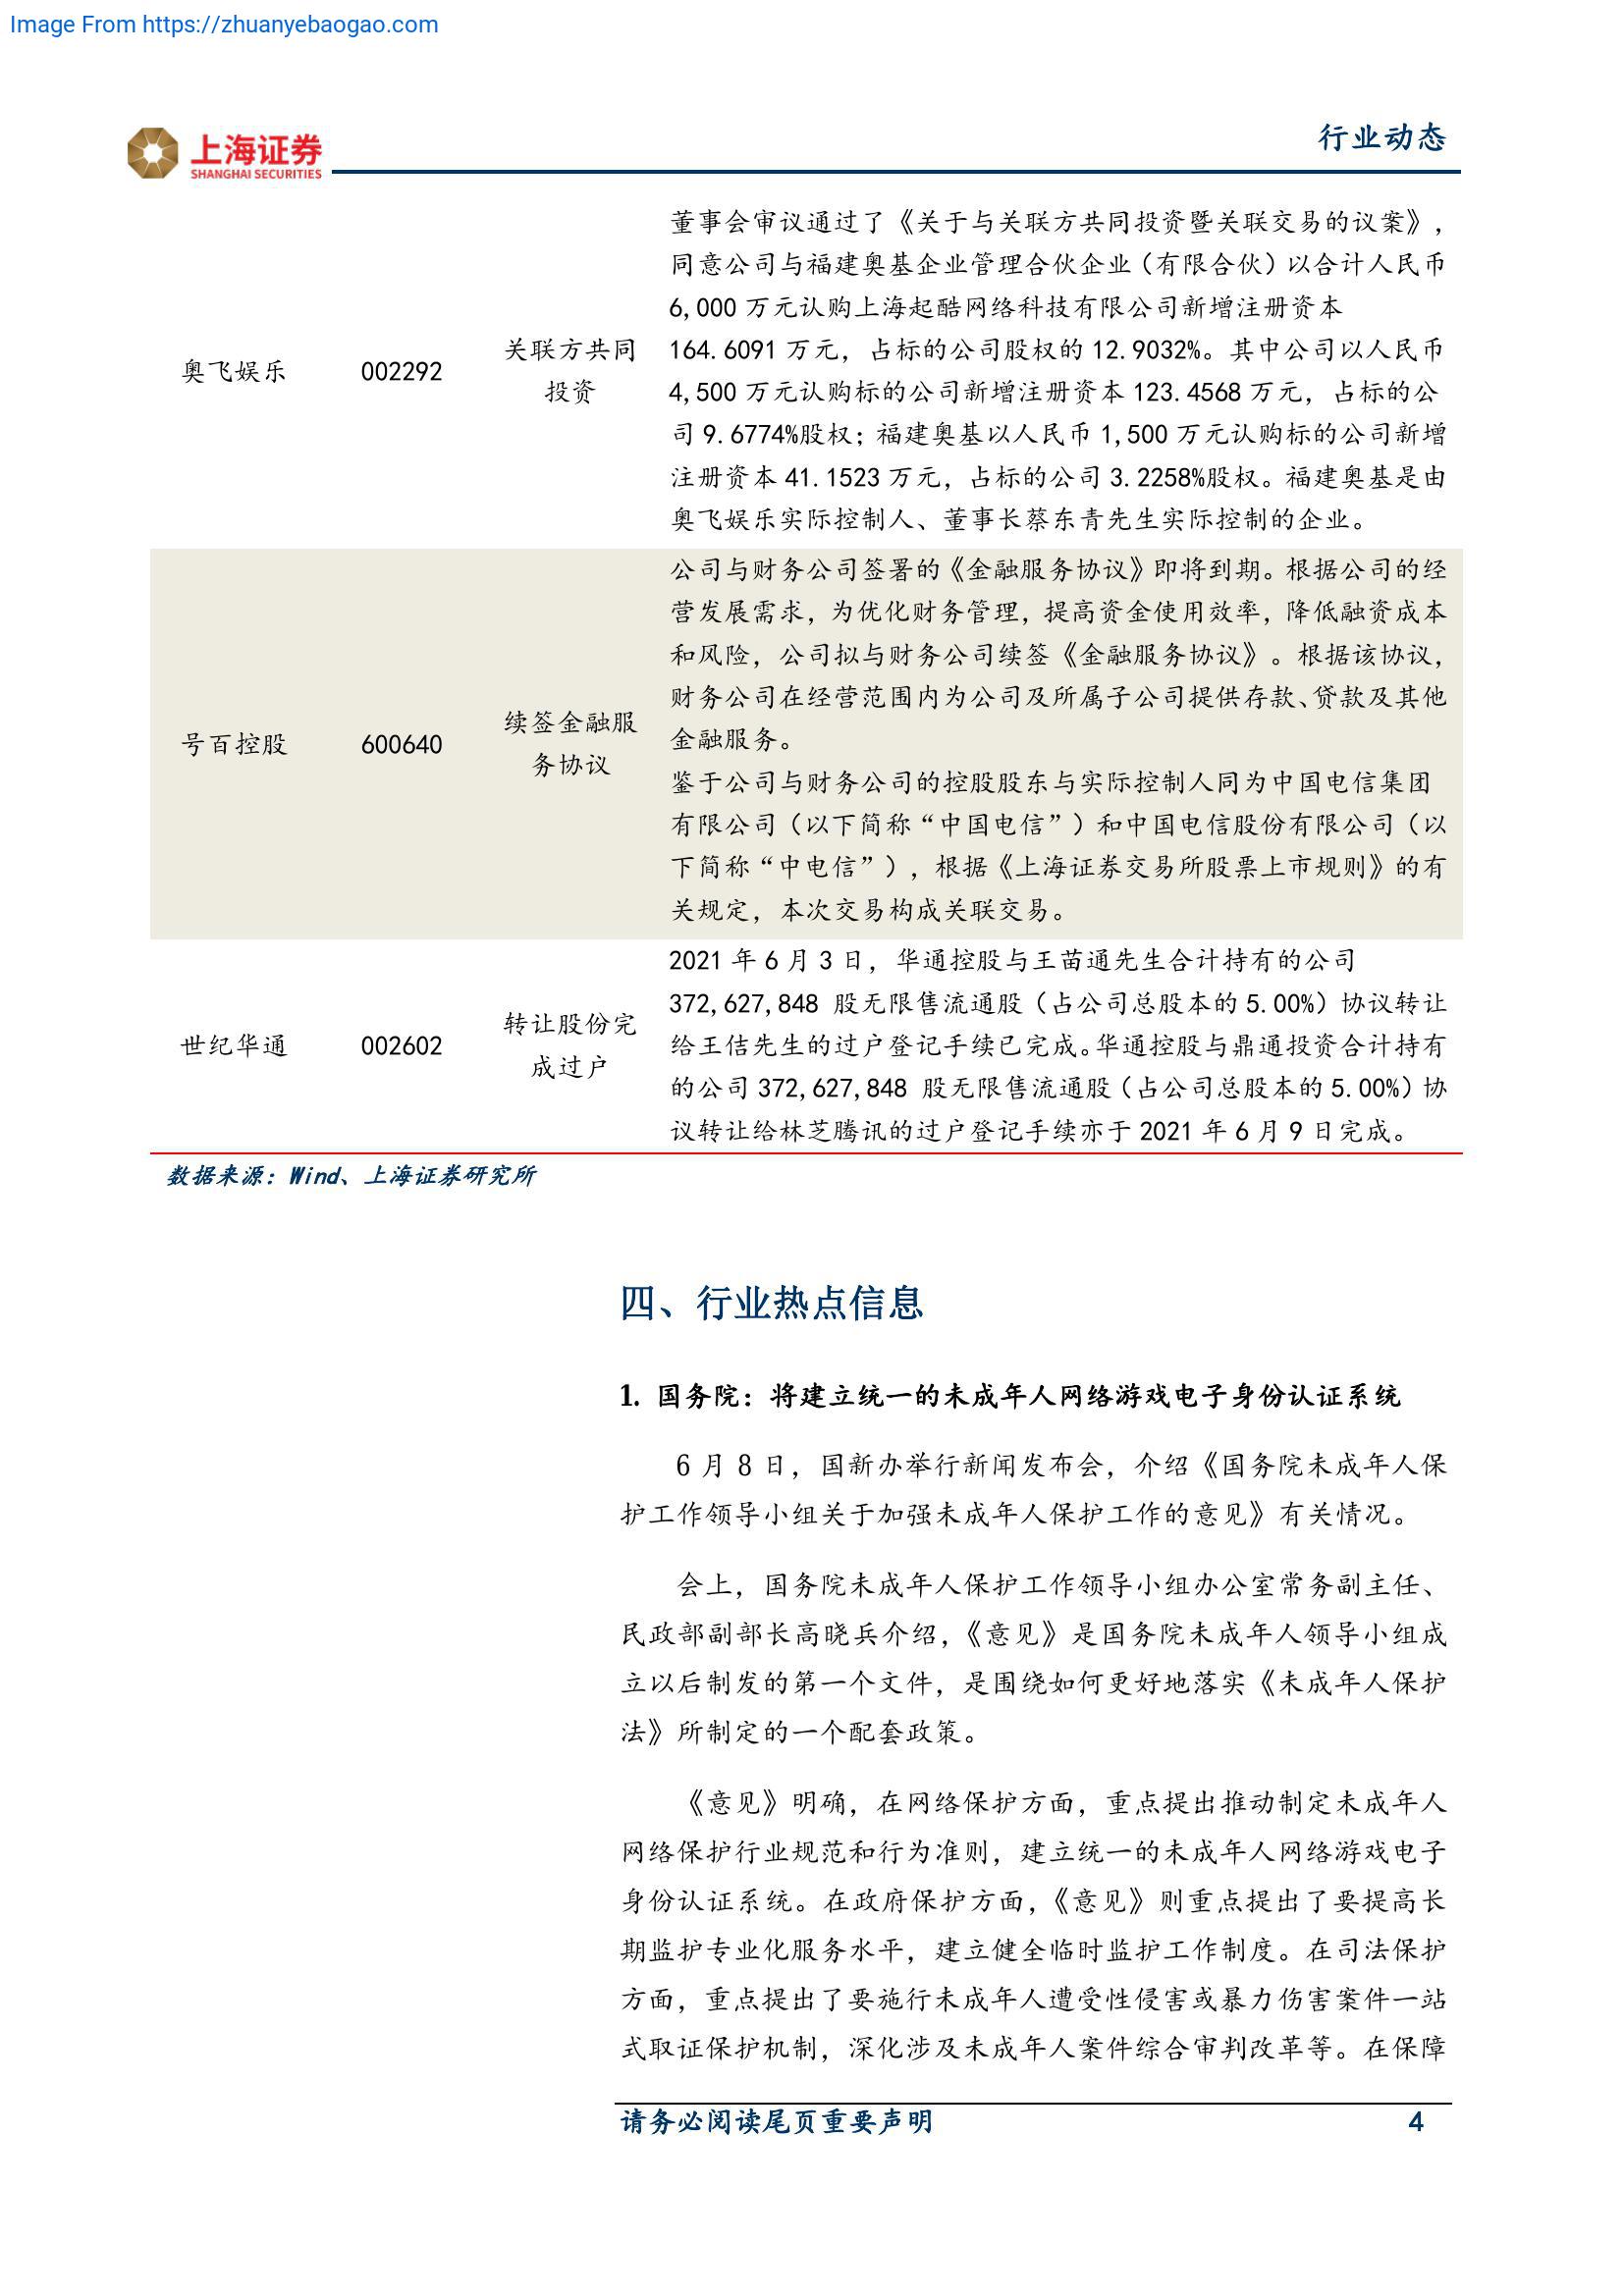 Image From https://zhuanyebaogao.com
上海证券
SHANGHAI SECURITIES
行业动态
奥飞娱乐
002292
关联方共同
投资
董事会审议通过了《关于与关联方共同投资暨关联交易的议案》，
同意公司与福建奥基企业管理合伙企业（有限合伙）以合计人民币
6,000 万元认购上海起酷网络科技有限公司新增注册资本
164.6091 万元，占标的公司股权的 12.9032%。其中公司以人民币
4,500 万元认购标的公司新增注册资本 123.4568 万元，占标的公
司 9.6774%股权；福建奥基以人民币 1,500 万元认购标的公司新增
注册资本 41.1523 万元，占标的公司 3.2258%股权。福建奥基是由
奥飞娱乐实际控制人、董事长蔡东青先生实际控制的企业。
号百控股
600640
续签金融服
务协议
公司与财务公司签署的《金融服务协议》即将到期。根据公司的经
营发展需求，为优化财务管理，提高资金使用效率，降低融资成本
和风险，公司拟与财务公司续签《金融服务协议》。根据该协议，
财务公司在经营范围内为公司及所属子公司提供存款、贷款及其他
金融服务。
鉴于公司与财务公司的控股股东与实际控制人同为中国电信集团
有限公司（以下简称“中国电信”）和中国电信股份有限公司（以
下简称“中电信”），根据《上海证券交易所股票上市规则》的有
关规定，本次交易构成关联交易。
世纪华通
002602
转让股份完
成过户
2021 年 6 月 3 日，华通控股与王苗通先生合计持有的公司
372,627,848 股无限售流通股（占公司总股本的 5.00%）协议转让
给王佶先生的过户登记手续已完成。华通控股与鼎通投资合计持有
的公司 372,627,848 股无限售流通股（占公司总股本的 5.00%）协
议转让给林芝腾讯的过户登记手续亦于 2021 年 6 月 9 日完成。
数据来源：Wind、上海证券研究所
四、行业热点信息
1. 国务院：将建立统一的未成年人网络游戏电子身份认证系统
6 月 8 日，国新办举行新闻发布会，介绍《国务院未成年人保
护工作领导小组关于加强未成年人保护工作的意见》有关情况。
会上，国务院未成年人保护工作领导小组办公室常务副主任、
民政部副部长高晓兵介绍，《意见》是国务院未成年人领导小组成
立以后制发的第一个文件，是围绕如何更好地落实《未成年人保护
法》所制定的一个配套政策。
《意见》明确，在网络保护方面，重点提出推动制定未成年人
网络保护行业规范和行为准则，建立统一的未成年人网络游戏电子
身份认证系统。在政府保护方面，《意见》则重点提出了要提高长
期监护专业化服务水平，建立健全临时监护工作制度。在司法保护
方面，重点提出了要施行未成年人遭受性侵害或暴力伤害案件一站
式取证保护机制，深化涉及未成年人案件综合审判改革等。在保障
请务必阅读尾页重要声明
4